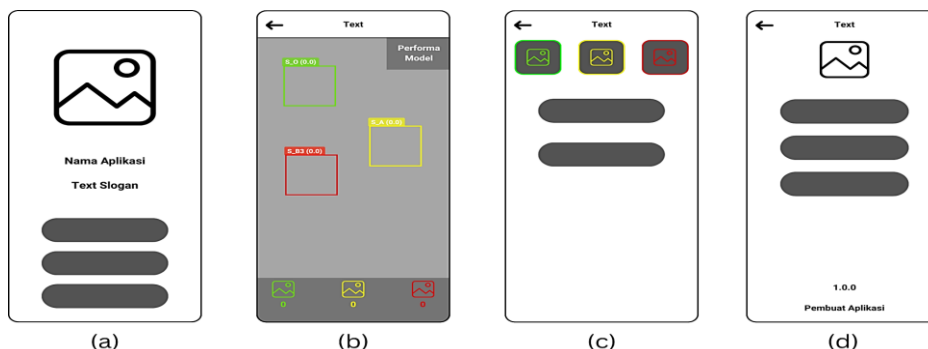 Nama Aplikasi
Text Slogan
(a)
Text
Performa
Model
S_O (0.0)
S_A (0.0)
S_B3 (0.0)
0
0
0
(b)
Text
(c)
Text
1.0.0
Pembuat Aplikasi
(d)